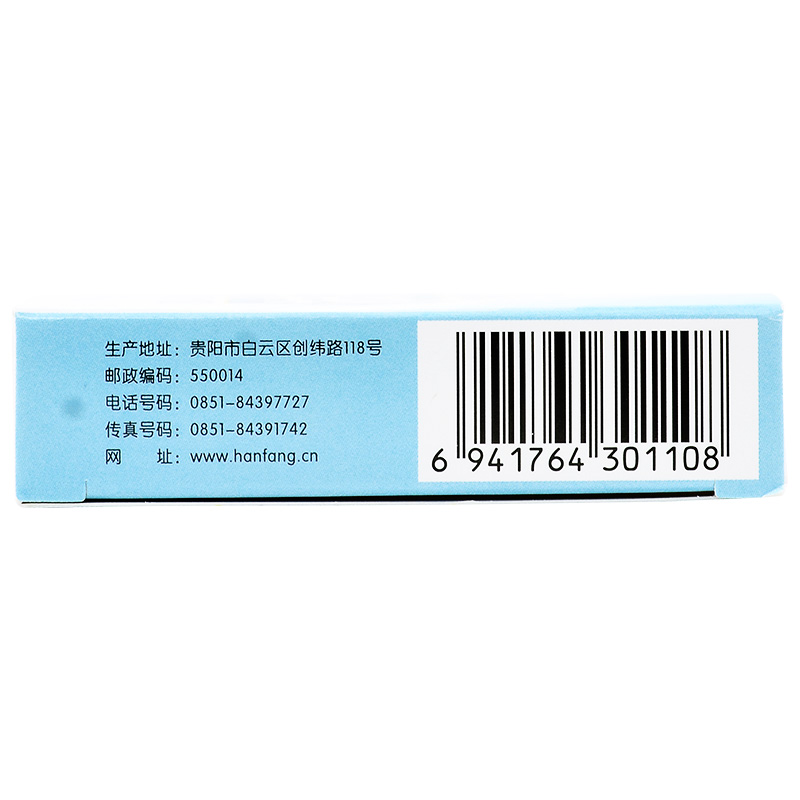 生产地址：贵阳市白云区创纬路118号
邮政编码：550014
电话号码：0851-84397727
传真号码：0851-84391742
网　　址：www.hanfang.cn
6 941764 301108